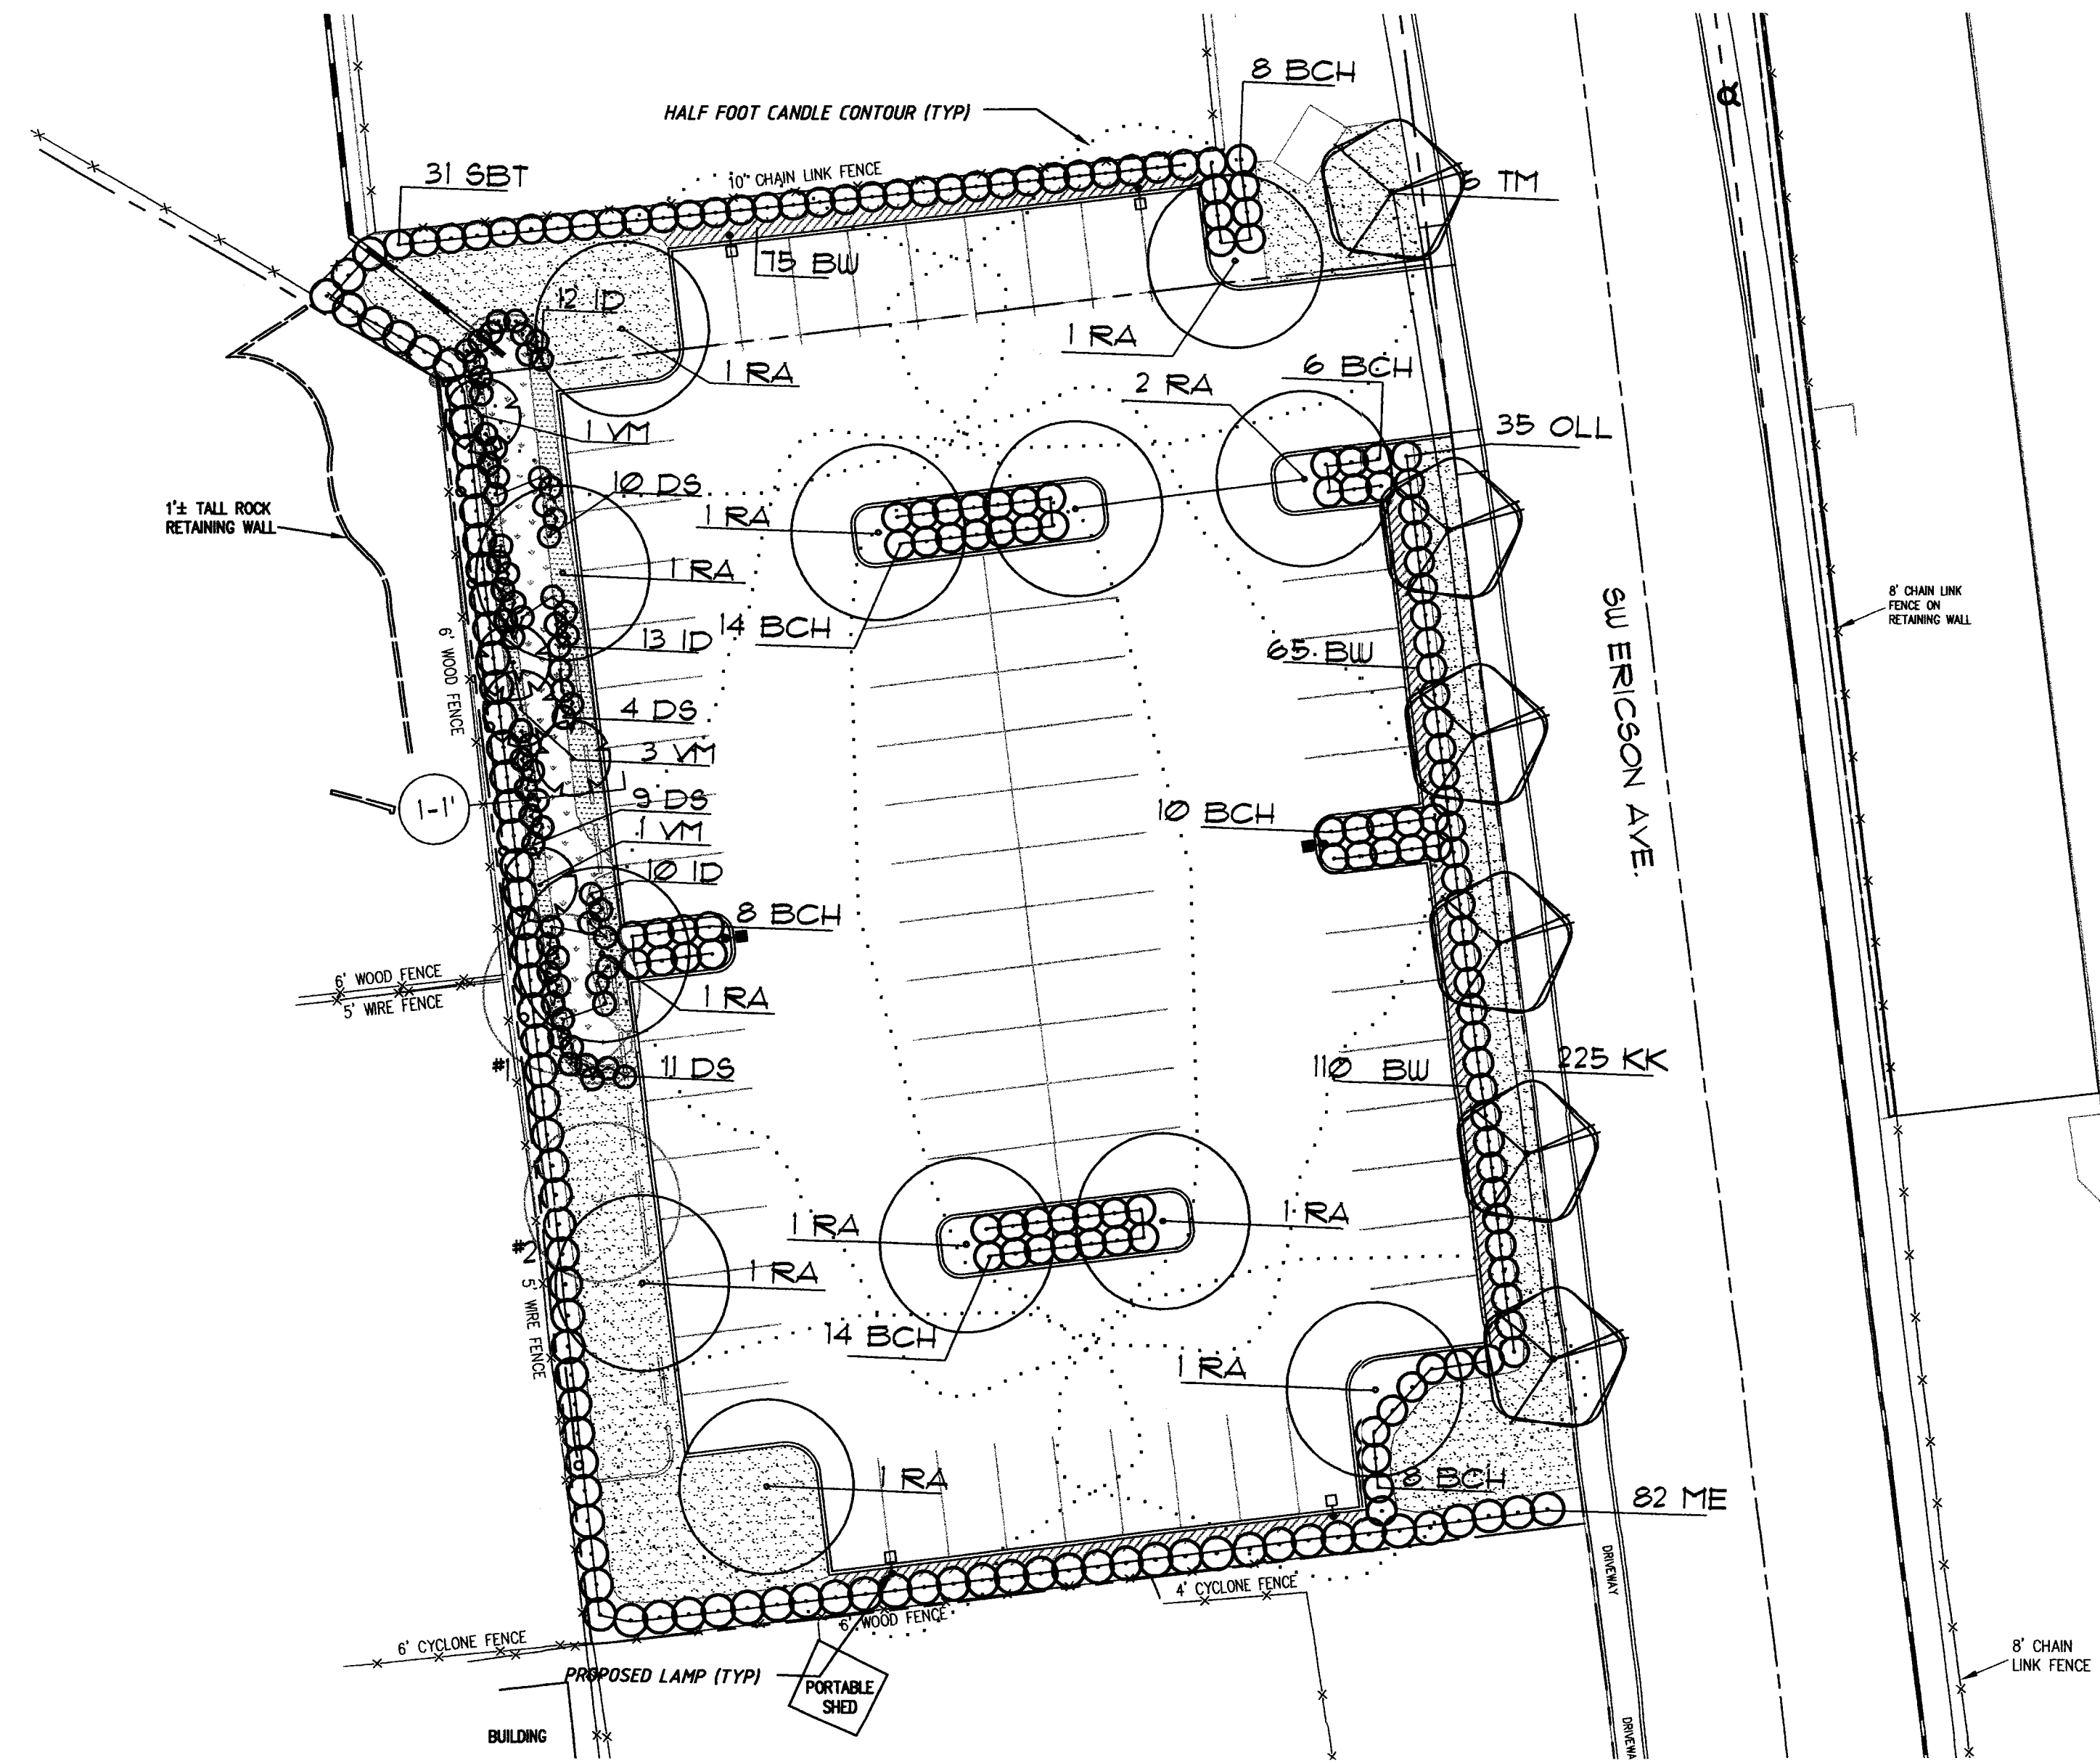 8 BCH
HALF FOOT CANDLE CONTOUR (TYP)
31 SBT
10' CHAIN LINK FENCE
TM
75 BW
12 ID
1 RA
1 RA
2 RA
6 BCH
35 OLL
1 VM
10 DS
1 RA
1'± TALL ROCK
RETAINING WALL
1 RA
14 BCH
13 ID
6' WOOD FENCE
65 BW
SW ERICSON AVE.
8' CHAIN LINK
FENCE ON
RETAINING WALL
4 DS
3 VM
1-1'
9 DS
1 VM
10 BCH
10 ID
8 BCH
6' WOOD FENCE
5' WIRE FENCE
1 RA
#1
11 DS
110 BW
225 KK
1 RA
1 RA
#2
1 RA
5' WIRE FENCE
14 BCH
1 RA
1 RA
8 BCH
82 ME
DRIVEWAY
4' CYCLONE FENCE
6' WOOD FENCE
6' CYCLONE FENCE
PROPOSED LAMP (TYP)
PORTABLE
SHED
BUILDING
8' CHAIN
LINK FENCE
DRIVEWA